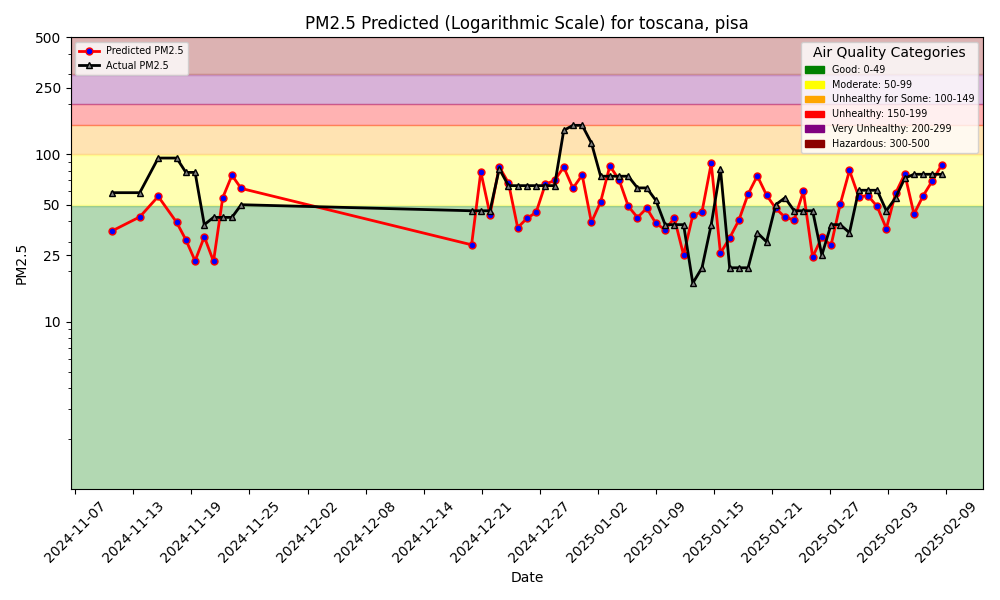 PM2.5 Predicted (Logarithmic Scale) for toscana, pisa
500
250
100
50
25
10
PM2.5
Predicted PM2.5
Actual PM2.5
Air Quality Categories
Good: 0-49
Moderate: 50-99
Unhealthy for Some: 100-149
Unhealthy: 150-199
Very Unhealthy: 200-299
Hazardous: 300-500
2024-11-07
2024-11-13
2024-11-19
2024-11-25
2024-12-02
2024-12-08
2024-12-14
2024-12-21
2024-12-27
2025-01-02
2025-01-09
2025-01-15
2025-01-21
2025-01-27
2025-02-03
2025-02-09
Date